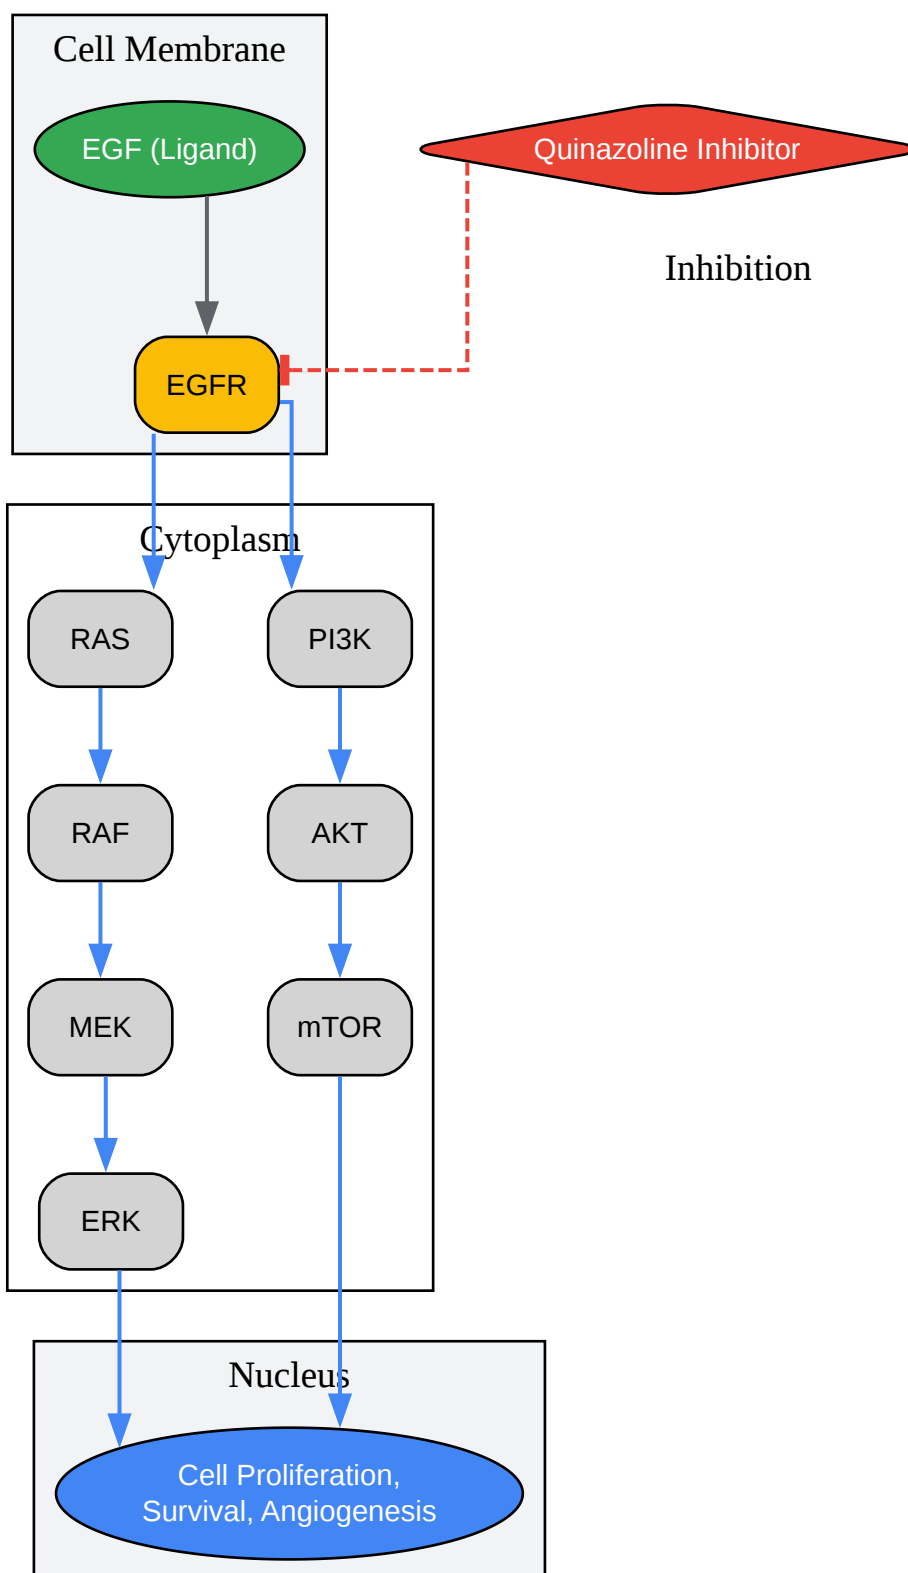 Cell Membrane
EGF (Ligand)
Quinazoline Inhibitor
Inhibition
EGFR
Cytoplasm
RAS
PI3K
RAF
AKT
MEK
mTOR
ERK
Nucleus
Cell Proliferation,
Survival, Angiogenesis